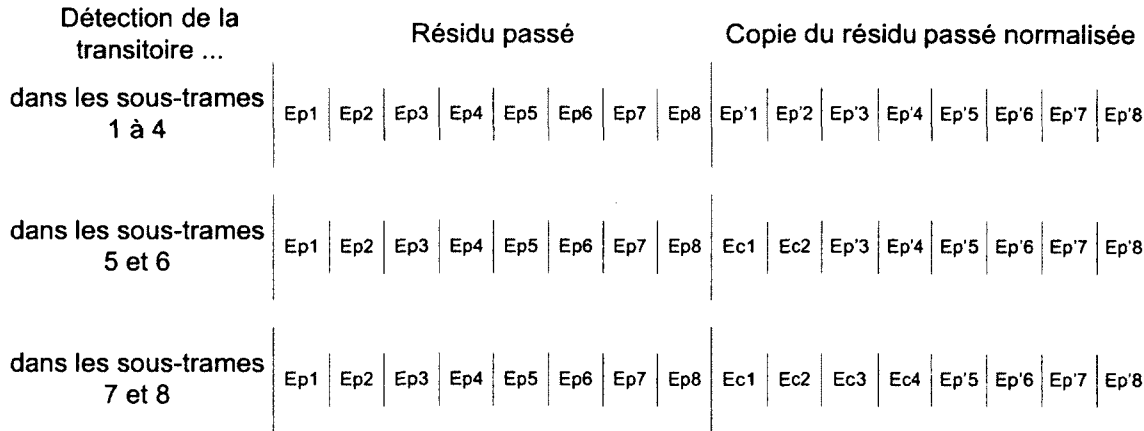 Détection de la
transitoire ...
Résidu passé
Copie du résidu passé normalisée
dans les sous-trames
1 à 4
Ep1 Ep2 Ep3 Ep4 Ep5 Ep6 Ep7 Ep8 Ep'1 Ep'2 Ep'3 Ep'4 Ep'5 Ep'6 Ep'7 Ep'8
dans les sous-trames
5 et 6
Ep1 Ep2 Ep3 Ep4 Ep5 Ep6 Ep7 Ep8 Ec1 Ec2 Ep'3 Ep'4 Ep'5 Ep'6 Ep'7 Ep'8
dans les sous-trames
7 et 8
Ep1 Ep2 Ep3 Ep4 Ep5 Ep6 Ep7 Ep8 Ec1 Ec2 Ec3 Ec4 Ep'5 Ep'6 Ep'7 Ep'8